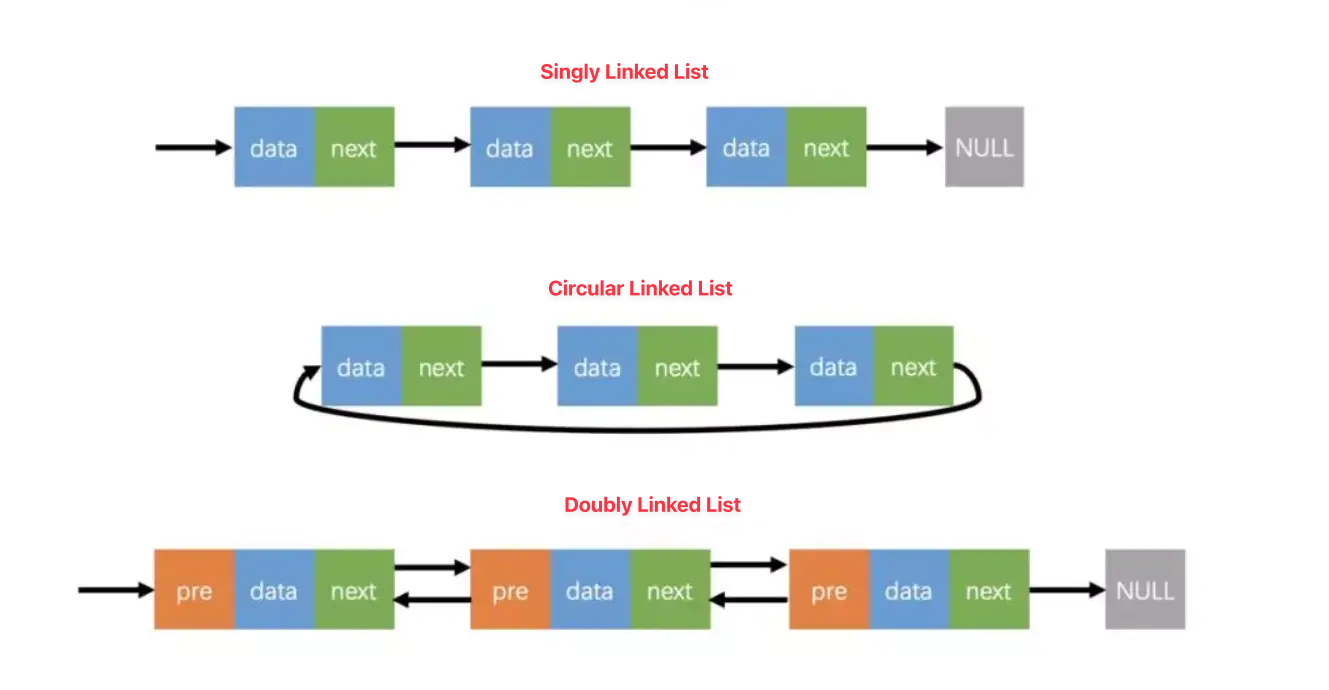 Singly Linked List
data next data next data next NULL
Circular Linked List
data next data next data next
Doubly Linked List
pre data next pre data next pre data next NULL